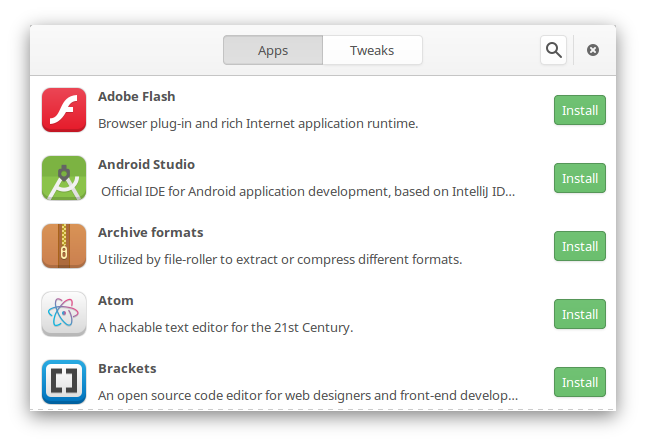 Apps Tweaks
Adobe Flash
Browser plug-in and rich Internet application runtime.
Install
Android Studio
Official IDE for Android application development, based on IntelliJ ID...
Install
Archive formats
Utilized by file-roller to extract or compress different formats.
Install
Atom
A hackable text editor for the 21st Century.
Install
Brackets
An open source code editor for web designers and front-end develop...
Install